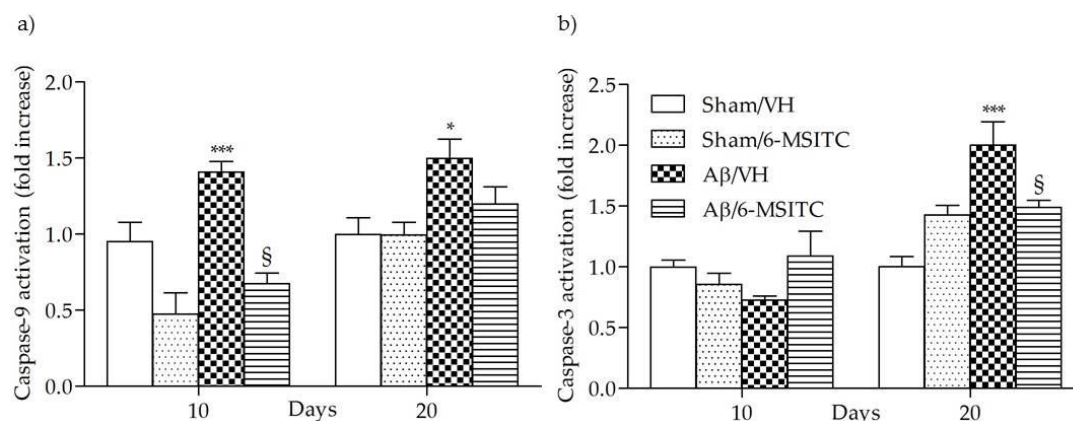 a)
Caspase-9 activation (fold increase)
2.0
1.5
1.0
0.5
0.0
***
§
*
10 Days 20
b)
Caspase-3 activation (fold increase)
2.5
2.0
1.5
1.0
0.5
0.0
Sham/VH
Sham/6-MSITC
Aβ/VH
Aβ/6-MSITC
***
§
10 Days 20